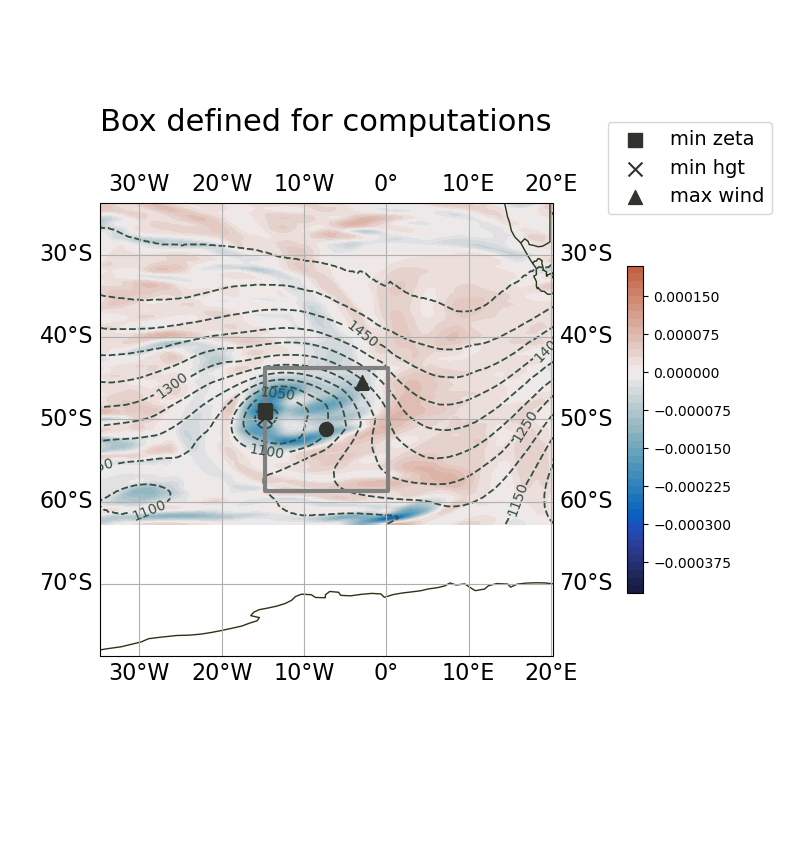 Box defined for computations
min zeta
min hgt
max wind
30°W 20°W 10°W 0° 10°E 20°E
30°S 30°S
40°S 40°S
50°S 50°S
60°S 60°S
70°S 70°S
1450
1300
1050
1100
1250
1150
1100
0.000150
0.000075
0.000000
−0.000075
−0.000150
−0.000225
−0.000300
−0.000375
30°W 20°W 10°W 0° 10°E 20°E